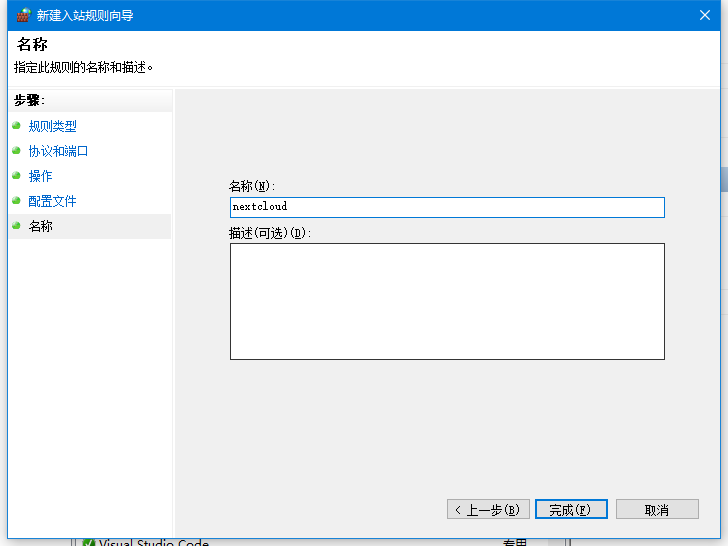 新建入站规则向导
名称
指定此规则的名称和描述。
步骤:
规则类型
协议和端口
操作
配置文件
名称
名称(N):
nextcloud
描述(可选)(D):
< 上一步(B)
完成(F)
取消
Visual Studio Code
专用